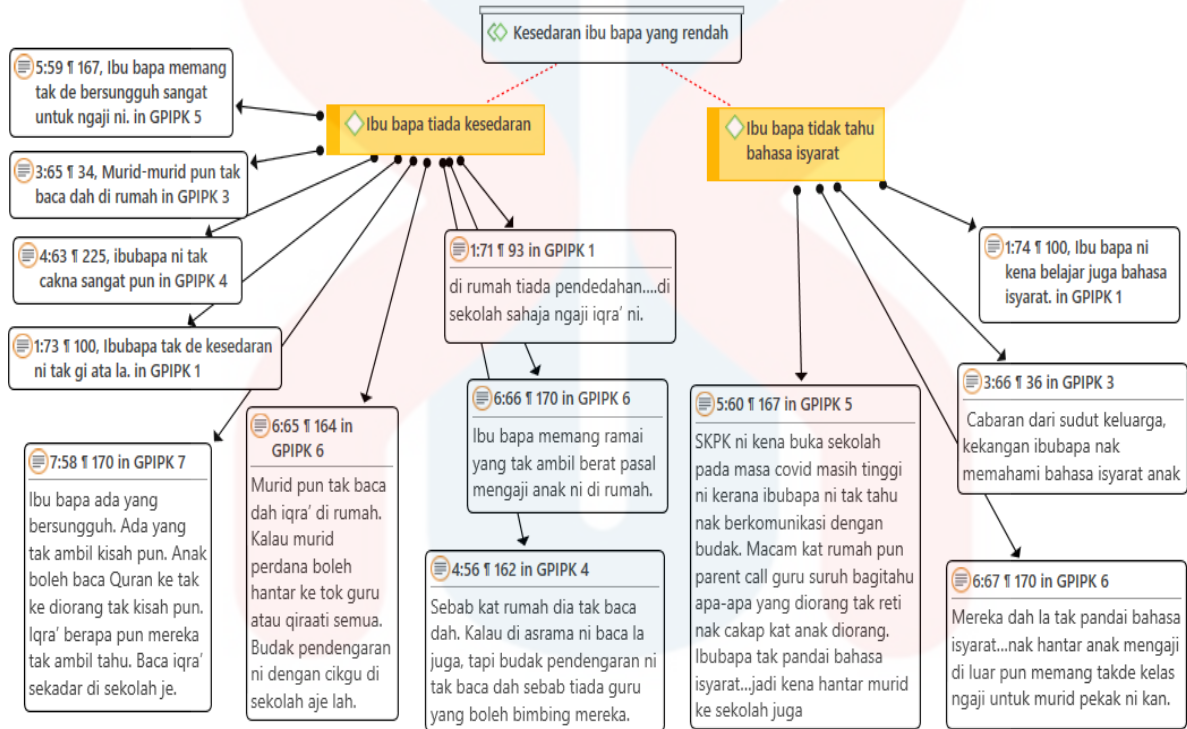 Kesedaran ibu bapa yang rendah
Ibu bapa tiada kesedaran
Ibu bapa tidak tahu
bahasa isyarat
5:59 ¶ 167, Ibu bapa memang
tak de bersungguh sangat
untuk ngaji ni. in GPIPK 5
3:65 ¶ 34, Murid-murid pun tak
baca dah di rumah in GPIPK 3
4:63 ¶ 225, ibubapa ni tak
cakna sangat pun in GPIPK 4
1:73 ¶ 100, Ibubapa tak de kesedaran
ni tak gi ata la. in GPIPK 1
7:58 ¶ 170 in GPIPK 7
Ibu bapa ada yang
bersungguh. Ada yang
tak ambil kisah pun. Anak
boleh baca Quran ke tak
ke diorang tak kisah pun.
Iqra' berapa pun mereka
tak ambil tahu. Baca iqra'
sekadar di sekolah je.
6:65 ¶ 164 in
GPIPK 6
Murid pun tak baca
dah iqra' di rumah.
Kalau murid
perdana boleh
hantar ke tok guru
atau qiraati semua.
Budak pendengaran
ni dengan cikgu di
sekolah aje lah.
1:71 ¶ 93 in GPIPK 1
di rumah tiada pendedahan....di
sekolah sahaja ngaji iqra' ni.
6:66 ¶ 170 in GPIPK 6
Ibu bapa memang ramai
yang tak ambil berat pasal
mengaji anak ni di rumah.
4:56 ¶ 162 in GPIPK 4
Sebab kat rumah dia tak baca
dah. Kalau di asrama ni baca la
juga, tapi budak pendengaran ni
tak baca dah sebab tiada guru
yang boleh bimbing mereka.
5:60 ¶ 167 in GPIPK 5
SKPK ni kena buka sekolah
pada masa covid masih tinggi
ni kerana ibubapa ni tak tahu
nak berkomunikasi dengan
budak. Macam kat rumah pun
parent call guru suruh bagitahu
apa-apa yang diorang tak reti
nak cakap kat anak diorang.
Ibubapa tak pandai bahasa
isyarat...jadi kena hantar murid
ke sekolah juga
1:74 ¶ 100, Ibu bapa ni
kena belajar juga bahasa
isyarat. in GPIPK 1
3:66 ¶ 36 in GPIPK 3
Cabaran dari sudut keluarga,
kekangan ibubapa nak
memahami bahasa isyarat anak
6:67 ¶ 170 in GPIPK 6
Mereka dah la tak pandai bahasa
isyarat...nak hantar anak mengaji
di luar pun memang takde kelas
ngaji untuk murid pekak ni kan.